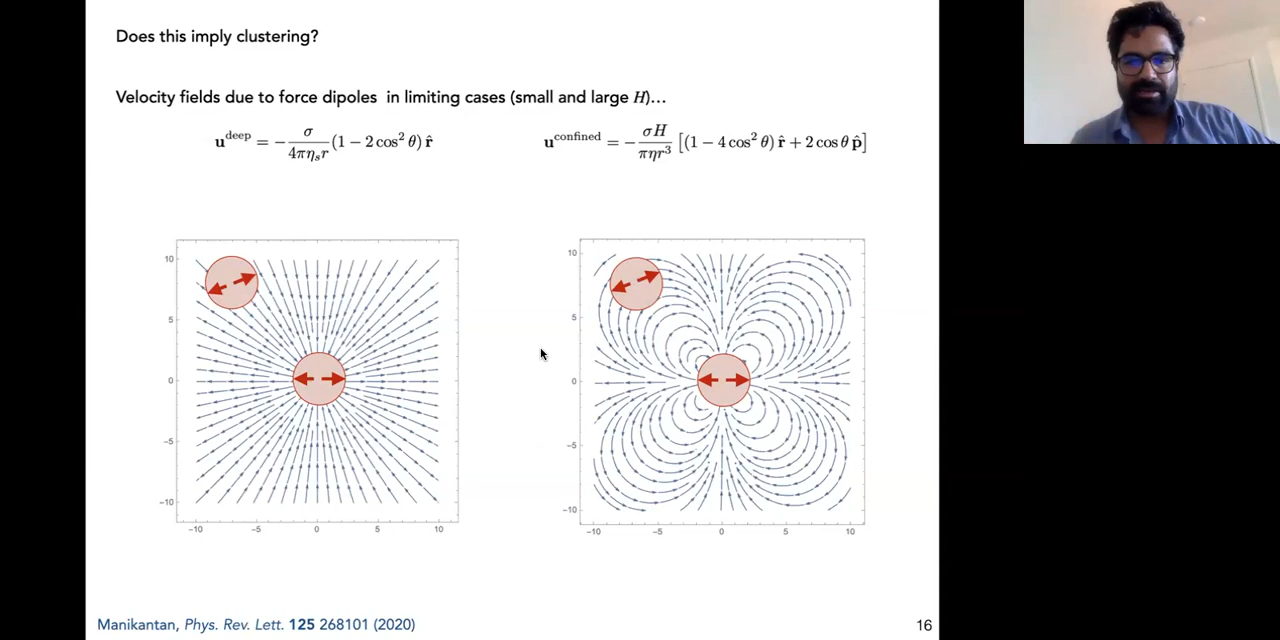 Does this imply clustering?
Velocity fields due to force dipoles in limiting cases (small and large H)…
u^deep = − σ/(4πη_s r) (1 − 2 cos² θ) r̂
u^confined = − σH/(πηr³) [(1 − 4 cos² θ) r̂ + 2 cos θ p̂]
10
5
0
−5
−10
−10 −5 0 5 10
10
5
0
−5
−10
−10 −5 0 5 10
Manikantan, Phys. Rev. Lett. 125 268101 (2020)
16